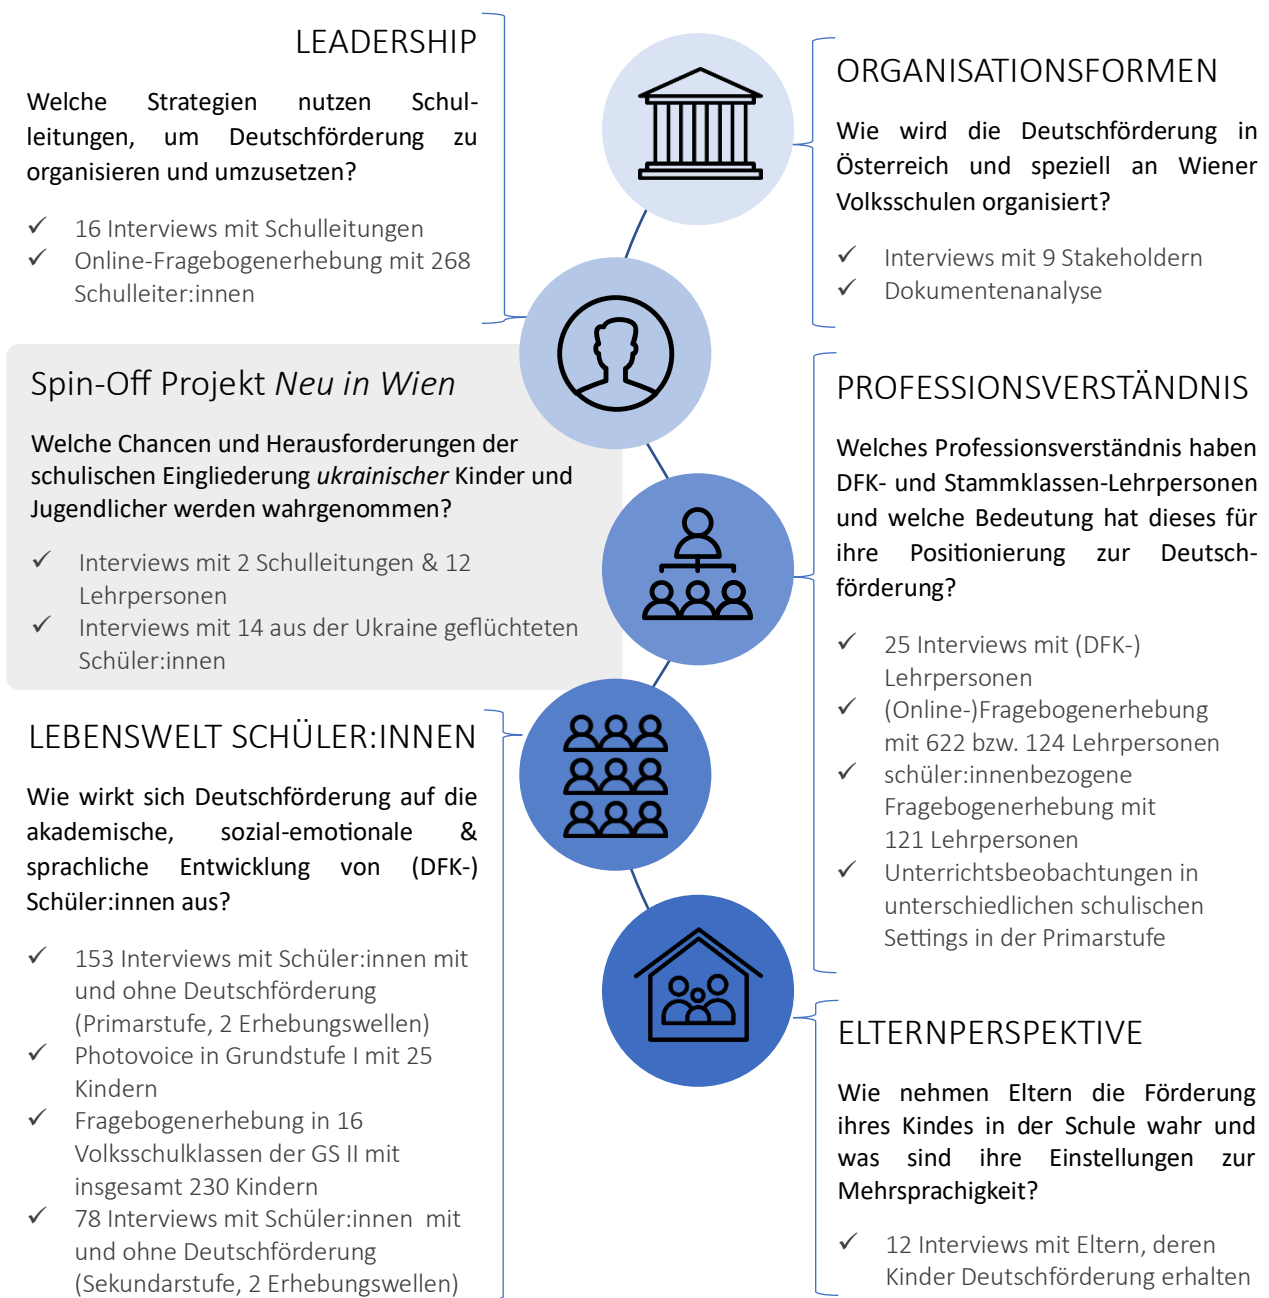 LEADERSHIP
Welche Strategien nutzen Schul-
leitungen, um Deutschförderung zu
organisieren und umzusetzen?
✓ 16 Interviews mit Schulleitungen
✓ Online-Fragebogenerhebung mit 268
Schulleiter:innen
ORGANISATIONSFORMEN
Wie wird die Deutschförderung in
Österreich und speziell an Wiener
Volksschulen organisiert?
✓ Interviews mit 9 Stakeholdern
✓ Dokumentenanalyse
Spin-Off Projekt Neu in Wien
Welche Chancen und Herausforderungen der
schulischen Eingliederung ukrainischer Kinder und
Jugendlicher werden wahrgenommen?
✓ Interviews mit 2 Schulleitungen & 12
Lehrpersonen
✓ Interviews mit 14 aus der Ukraine geflüchteten
Schüler:innen
PROFESSIONSVERSTÄNDNIS
Welches Professionsverständnis haben
DFK- und Stammklassen-Lehrpersonen
und welche Bedeutung hat dieses für
ihre Positionierung zur Deutsch-
förderung?
✓ 25 Interviews mit (DFK-)
Lehrpersonen
✓ (Online-)Fragebogenerhebung
mit 622 bzw. 124 Lehrpersonen
✓ schüler:innenbezogene
Fragebogenerhebung mit
121 Lehrpersonen
✓ Unterrichtsbeobachtungen in
unterschiedlichen schulischen
Settings in der Primarstufe
LEBENSWELT SCHÜLER:INNEN
Wie wirkt sich Deutschförderung auf die
akademische, sozial-emotionale &
sprachliche Entwicklung von (DFK-)
Schüler:innen aus?
✓ 153 Interviews mit Schüler:innen mit
und ohne Deutschförderung
(Primarstufe, 2 Erhebungswellen)
✓ Photovoice in Grundstufe I mit 25
Kindern
✓ Fragebogenerhebung in 16
Volksschulklassen der GS II mit
insgesamt 230 Kindern
✓ 78 Interviews mit Schüler:innen mit
und ohne Deutschförderung
(Sekundarstufe, 2 Erhebungswellen)
ELTERNPERSPEKTIVE
Wie nehmen Eltern die Förderung
ihres Kindes in der Schule wahr und
was sind ihre Einstellungen zur
Mehrsprachigkeit?
✓ 12 Interviews mit Eltern, deren
Kinder Deutschförderung erhalten